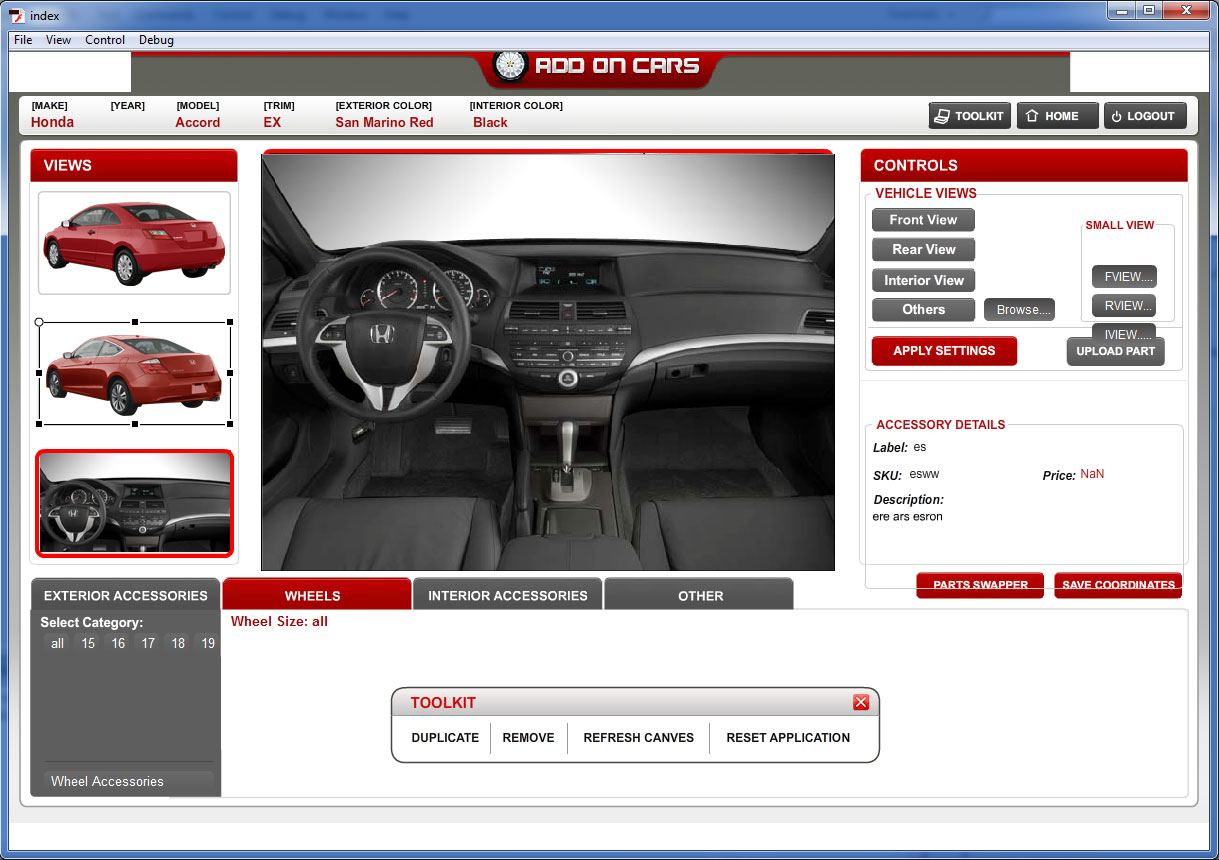 index
File View Control Debug
ADD ON CARS
[MAKE] [YEAR] [MODEL] [TRIM] [EXTERIOR COLOR] [INTERIOR COLOR]
Honda Accord EX San Marino Red Black
TOOLKIT HOME LOGOUT
VIEWS
CONTROLS
VEHICLE VIEWS
Front View
Rear View
Interior View
Others Browse....
SMALL VIEW
FVIEW....
RVIEW...
IVIEW.....
APPLY SETTINGS
UPLOAD PART
ACCESSORY DETAILS
Label: es
SKU: esww
Price: NaN
Description:
ere ars esron
PARTS SWAPPER SAVE COORDINATES
EXTERIOR ACCESSORIES WHEELS INTERIOR ACCESSORIES OTHER
Select Category:
all 15 16 17 18 19
Wheel Size: all
TOOLKIT
DUPLICATE REMOVE REFRESH CANVES RESET APPLICATION
Wheel Accessories